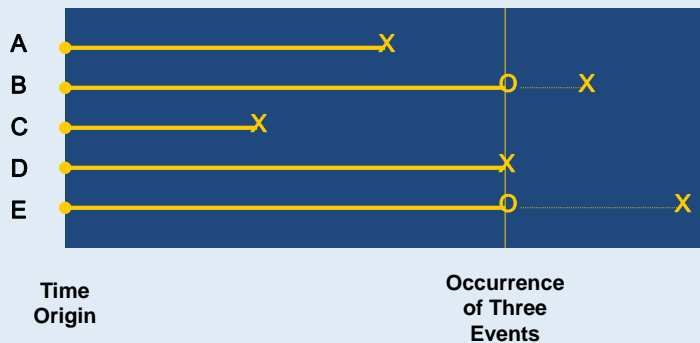 A X
B O X
C X
D X
E O X
Time
Origin
Occurrence
of Three
Events